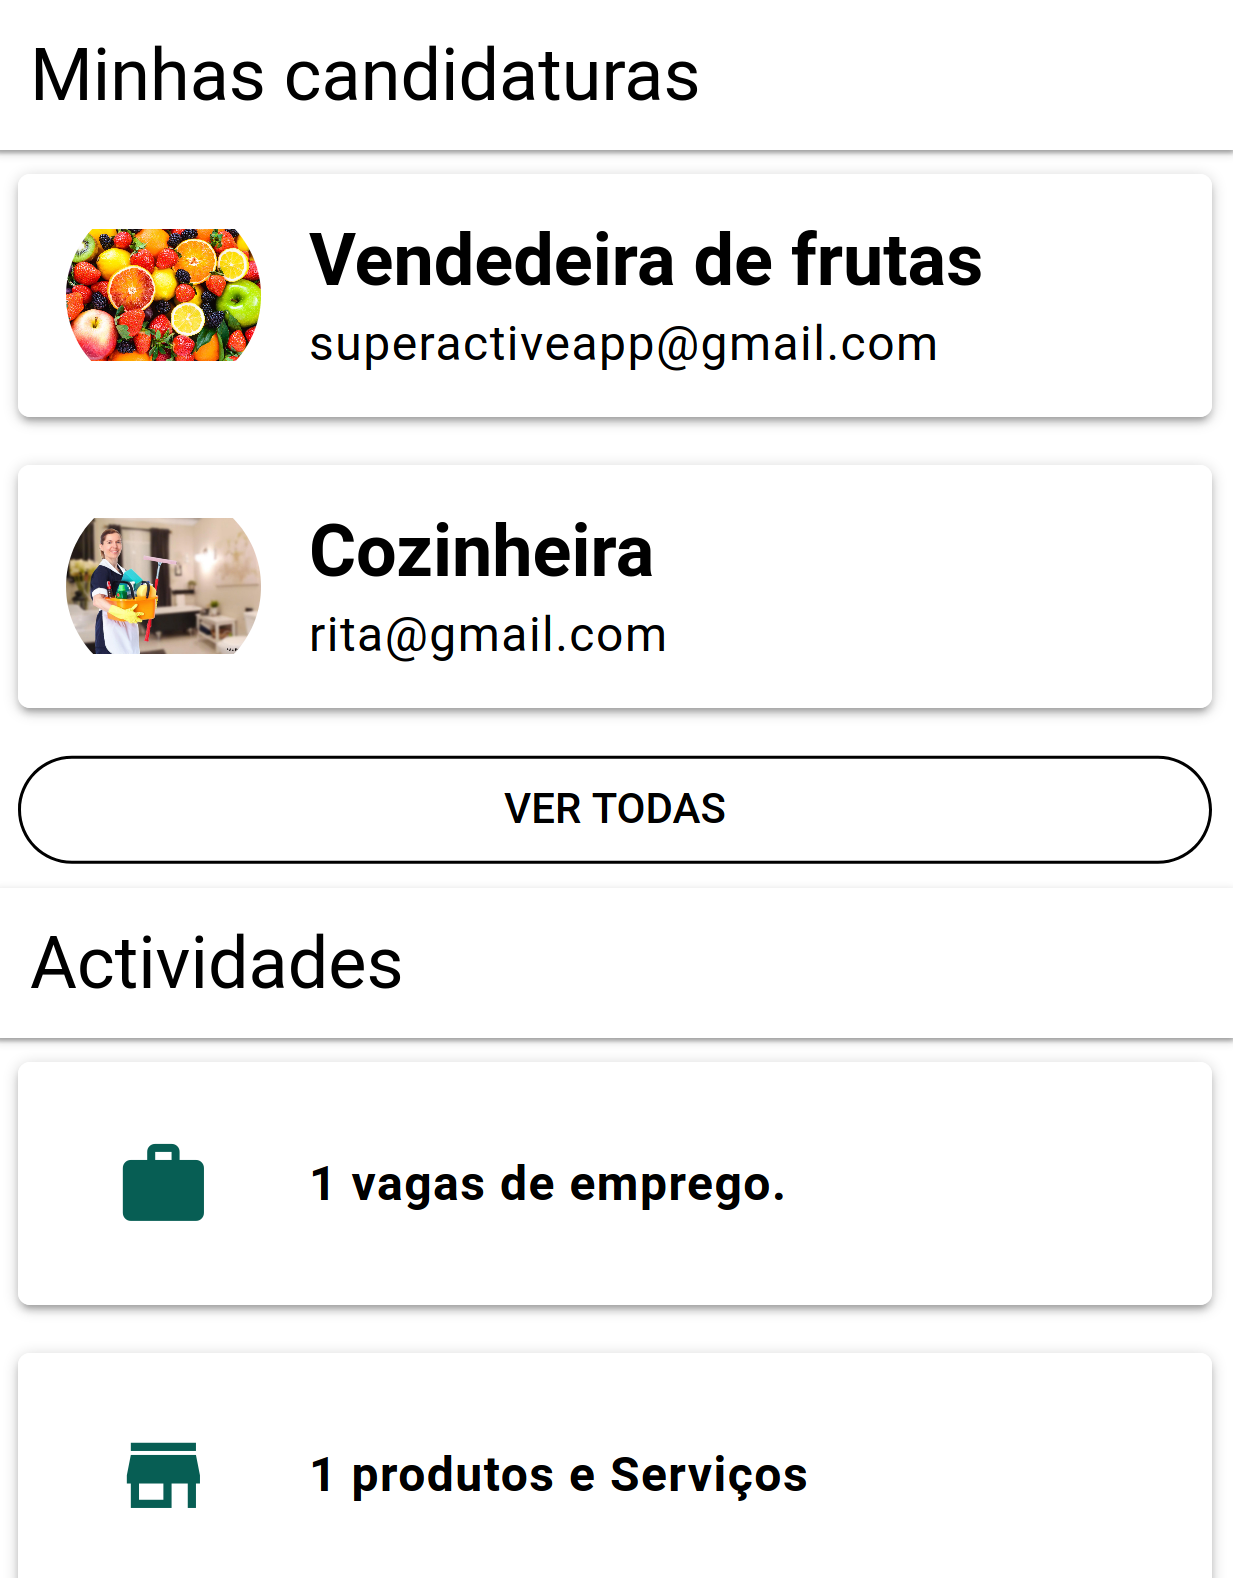 Minhas candidaturas
Vendedeira de frutas
superactiveapp@gmail.com
Cozinheira
rita@gmail.com
VER TODAS
Actividades
1 vagas de emprego.
1 produtos e Serviços